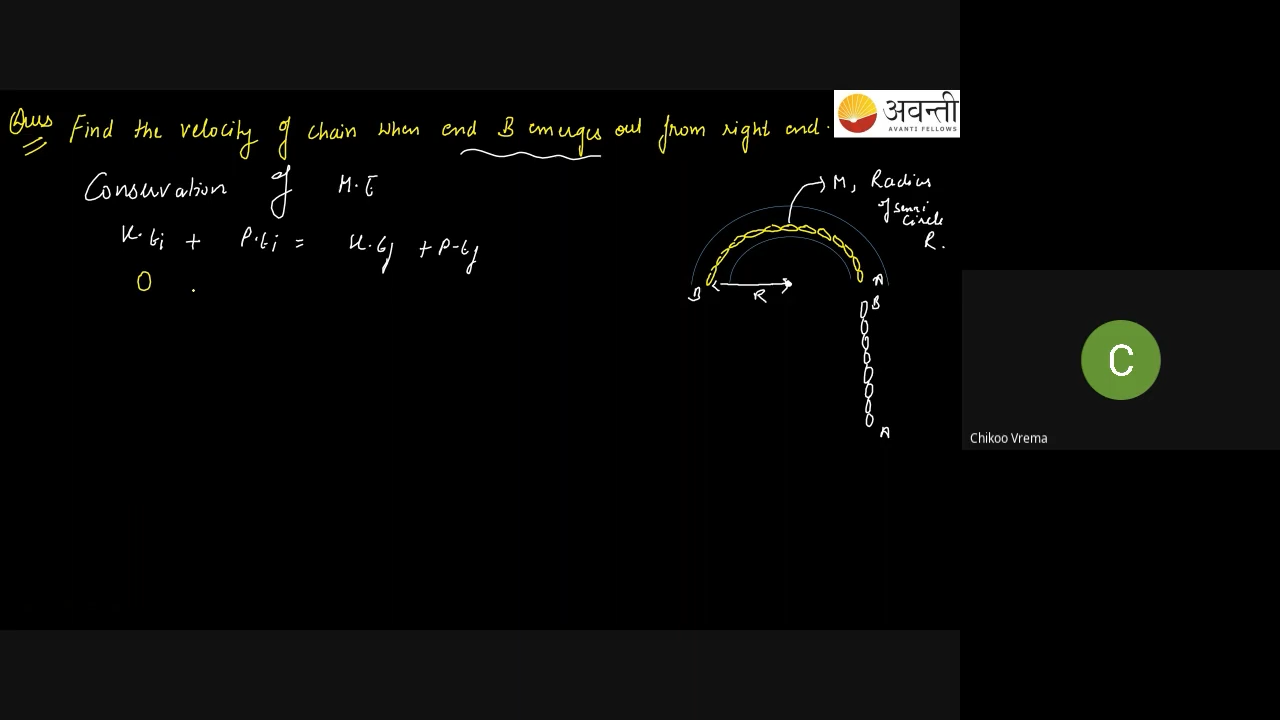 Ques Find the velocity of chain when end B emerges out from right end.
अवन्ती
AVANTI FELLOWS
Conservation of M.E
K.Ei + P.Ei = K.Ef + P.Ef
0 .
M, Radius
of semi
circle
R.
B R A
B
A
C
Chikoo Vrema